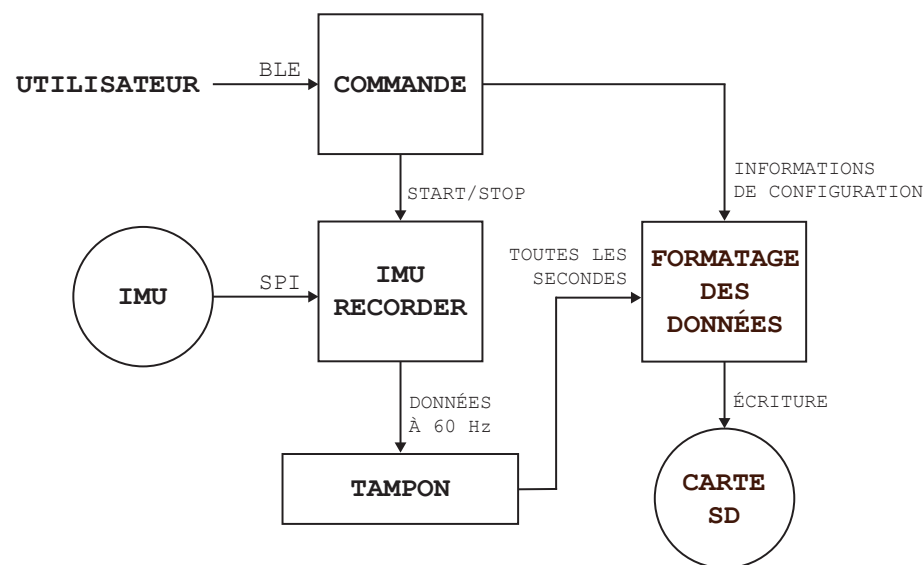 BLE
UTILISATEUR
COMMANDE
INFORMATIONS
DE CONFIGURATION
START/STOP
TOUTES LES
SECONDES
FORMATAGE
DES
DONNÉES
IMU
SPI
IMU
RECORDER
DONNÉES
À 60 Hz
ÉCRITURE
TAMPON
CARTE
SD